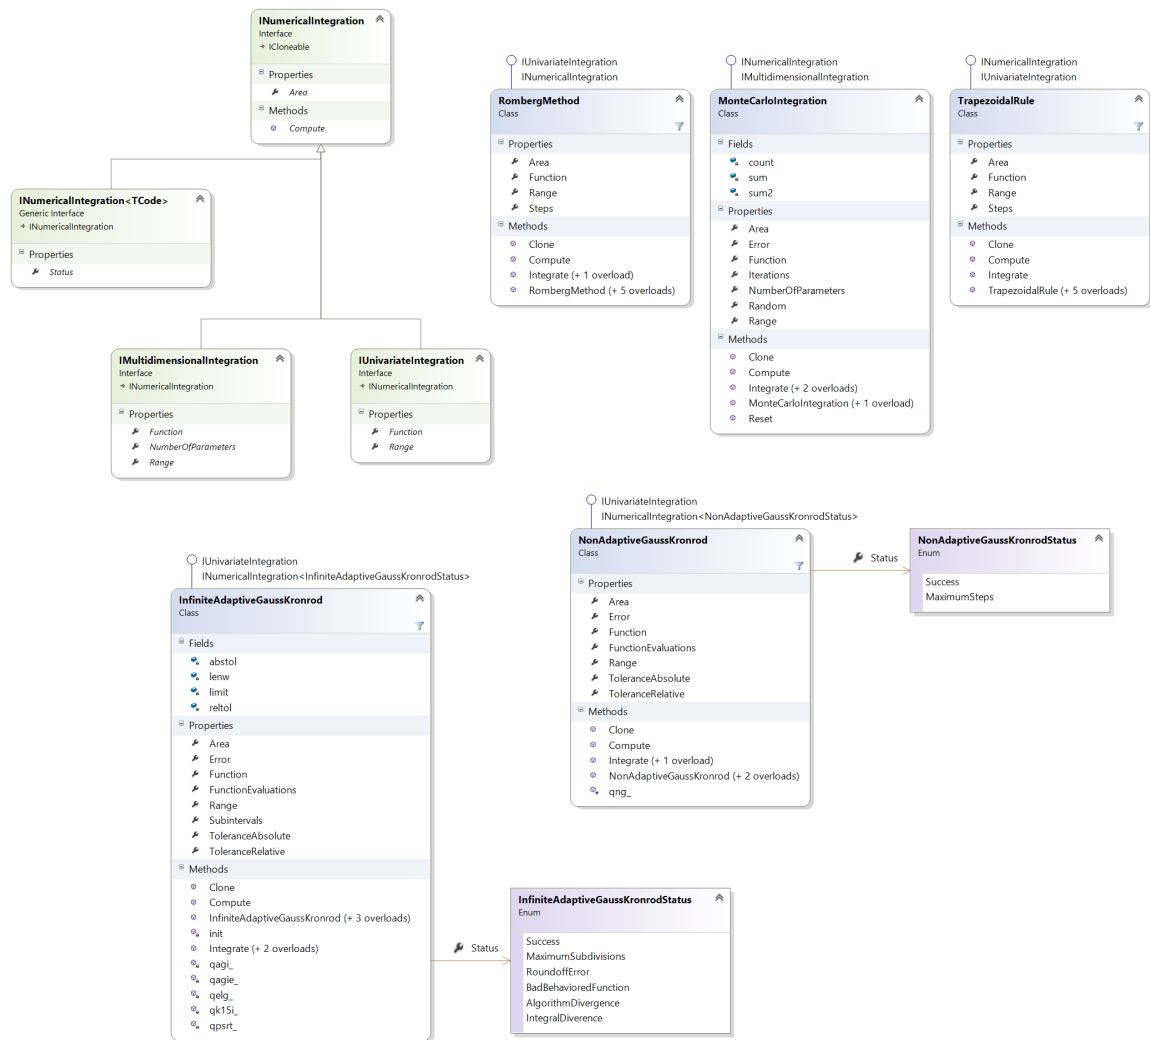 INumericalIntegration
Interface
ICloneable
Properties
Area
Methods
Compute
INumericalIntegration<TCode>
Generic Interface
INumericalIntegration
Properties
Status
IMultidimensionalIntegration
Interface
INumericalIntegration
Properties
Function
NumberOfParameters
Range
IUnivariateIntegration
Interface
INumericalIntegration
Properties
Function
Range
IUnivariateIntegration
INumericalIntegration
RombergMethod
Class
Properties
Area
Function
Range
Steps
Methods
Clone
Compute
Integrate (+ 1 overload)
RombergMethod (+ 5 overloads)
INumericalIntegration
IMultidimensionalIntegration
MonteCarloIntegration
Class
Fields
count
sum
sum2
Properties
Area
Error
Function
Iterations
NumberOfParameters
Random
Range
Methods
Clone
Compute
Integrate (+ 2 overloads)
MonteCarloIntegration (+ 1 overload)
Reset
INumericalIntegration
IUnivariateIntegration
TrapezoidalRule
Class
Properties
Area
Function
Range
Steps
Methods
Clone
Compute
Integrate
TrapezoidalRule (+ 5 overloads)
IUnivariateIntegration
INumericalIntegration<InfiniteAdaptiveGaussKronrodStatus>
InfiniteAdaptiveGaussKronrod
Class
Fields
abstol
lenw
limit
reltol
Properties
Area
Error
Function
FunctionEvaluations
Range
Subintervals
ToleranceAbsolute
ToleranceRelative
Methods
Clone
Compute
InfiniteAdaptiveGaussKronrod (+ 3 overloads)
init
Integrate (+ 2 overloads)
qagi_
qagie_
qelg_
qk15i_
qpsrt_
Status
InfiniteAdaptiveGaussKronrodStatus
Enum
Success
MaximumSubdivisions
RoundoffError
BadBehavioredFunction
AlgorithmDivergence
IntegralDiverence
IUnivariateIntegration
INumericalIntegration<NonAdaptiveGaussKronrodStatus>
NonAdaptiveGaussKronrod
Class
Properties
Area
Error
Function
FunctionEvaluations
Range
ToleranceAbsolute
ToleranceRelative
Methods
Clone
Compute
Integrate (+ 1 overload)
NonAdaptiveGaussKronrod (+ 2 overloads)
qng_
Status
NonAdaptiveGaussKronrodStatus
Enum
Success
MaximumSteps